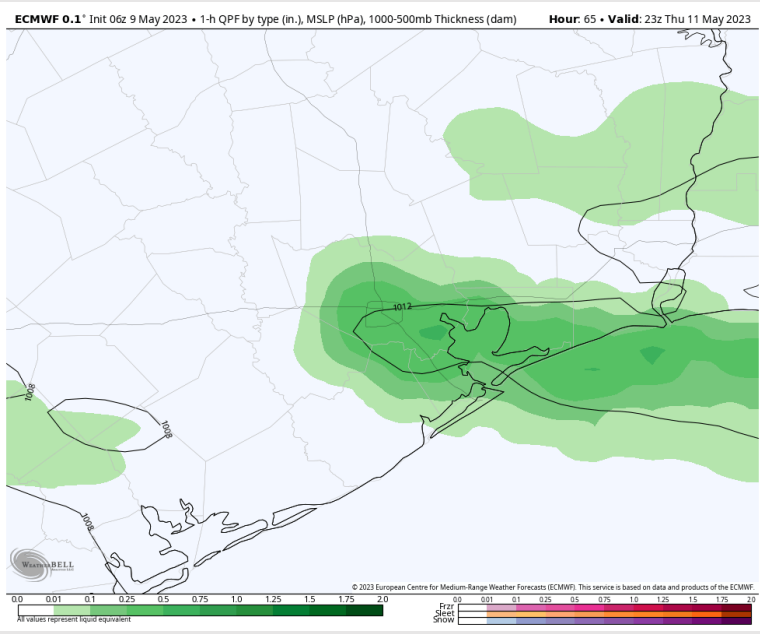 ECMWF 0.1° Init 06z 9 May 2023 • 1-h QPF by type (in.), MSLP (hPa), 1000-500mb Thickness (dam)
Hour: 65 • Valid: 23z Thu 11 May 2023
1012
1008
1008
1008
WeatherBELL
© 2023 European Centre for Medium-Range Weather Forecasts (ECMWF). This service is based on data and products of the ECMWF.
0.0 0.01 0.1 0.25 0.5 0.75 1.0 1.25 1.5 1.75 2.0
All values represent liquid equivalent
0.0 0.01 0.1 0.25 0.5 0.75 1.0 1.25 1.5 1.75 2.0
Frzr
Sleet
Snow